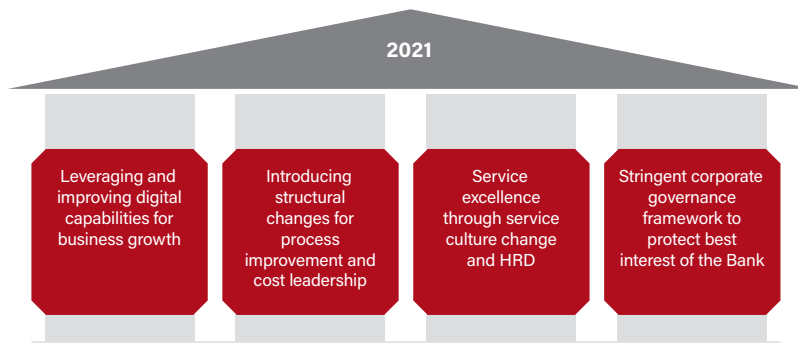 2021
Leveraging and
improving digital
capabilities for
business growth
Introducing
structural
changes for
process
improvement and
cost leadership
Service
excellence
through service
culture change
and HRD
Stringent corporate
governance
framework to
protect best
interest of the Bank